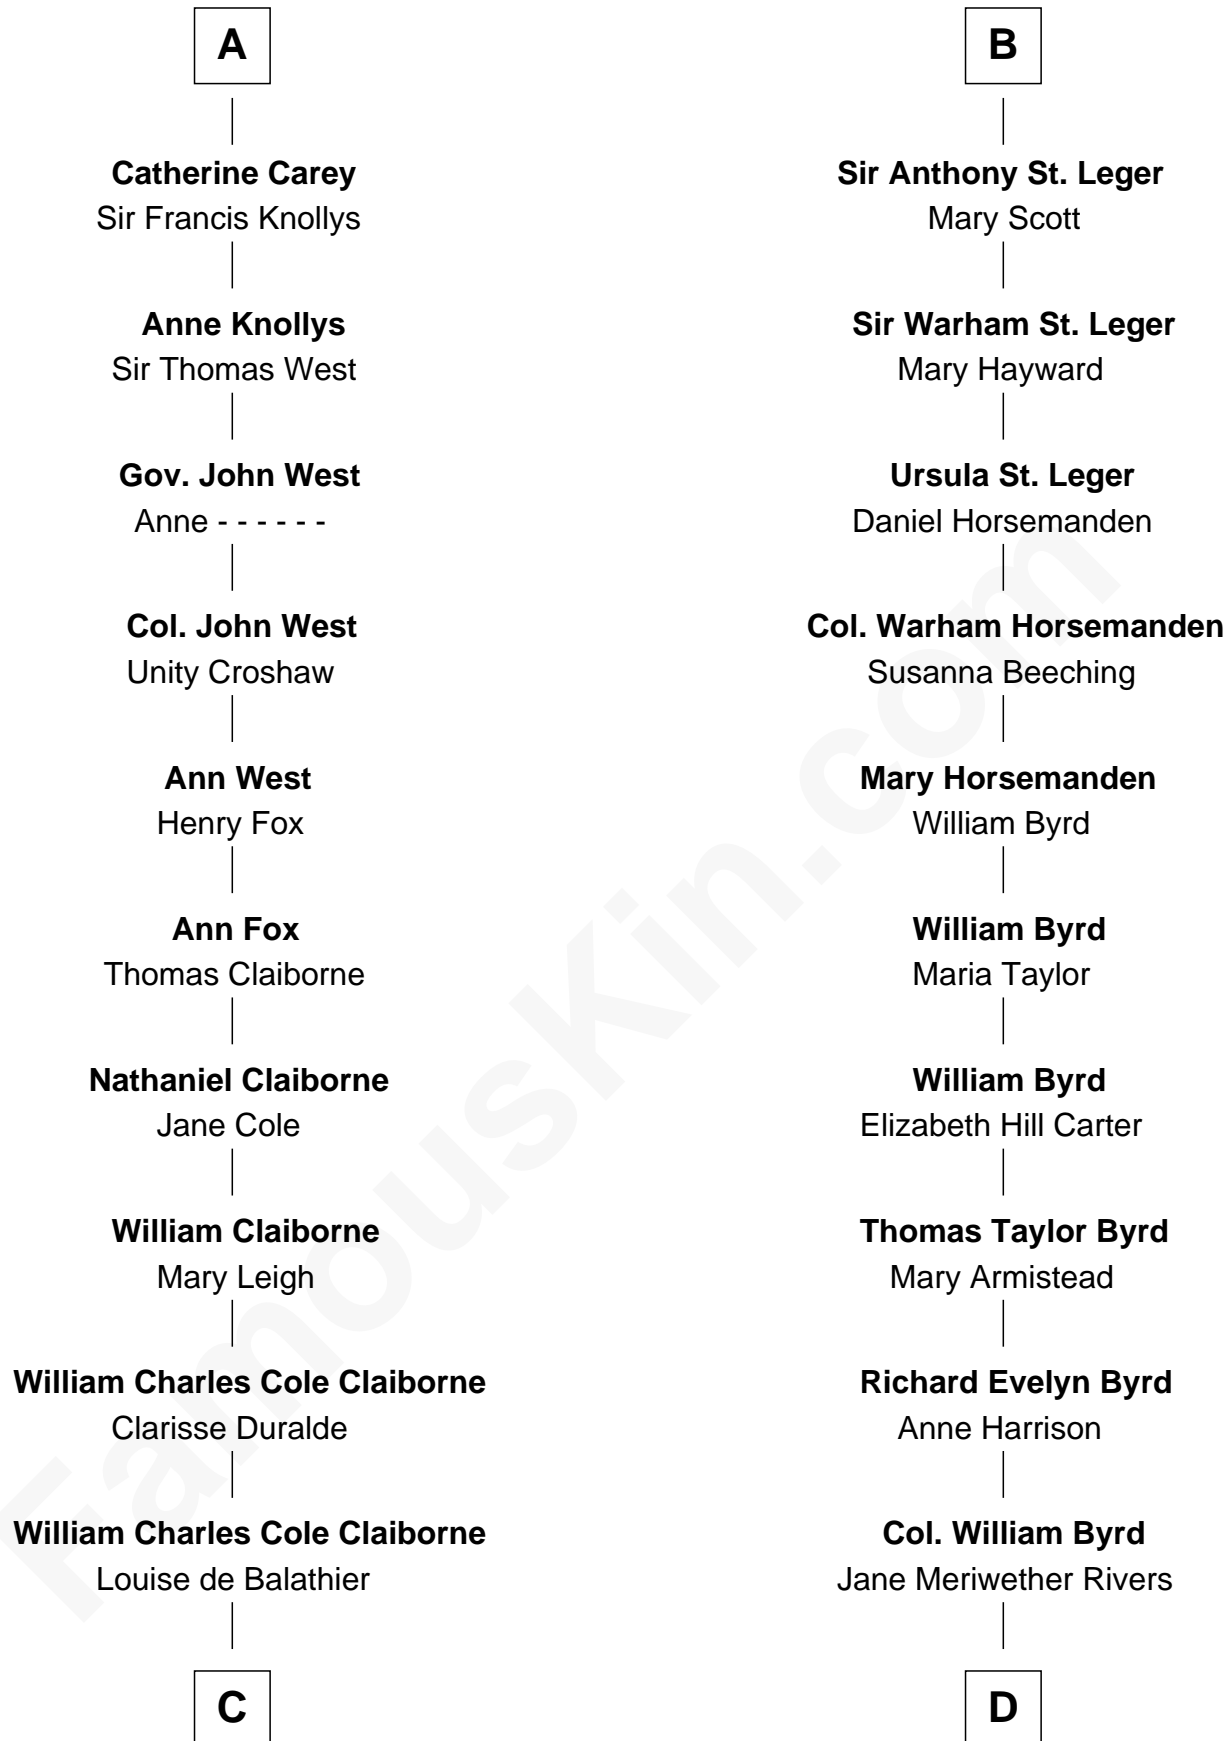 A
Catherine Carey
Sir Francis Knollys
Anne Knollys
Sir Thomas West
Gov. John West
Anne - - - - - -
Col. John West
Unity Croshaw
Ann West
Henry Fox
Ann Fox
Thomas Claiborne
Nathaniel Claiborne
Jane Cole
William Claiborne
Mary Leigh
William Charles Cole Claiborne
Clarisse Duralde
William Charles Cole Claiborne
Louise de Balathier
C
B
Sir Anthony St. Leger
Mary Scott
Sir Warham St. Leger
Mary Hayward
Ursula St. Leger
Daniel Horsemanden
Col. Warham Horsemanden
Susanna Beeching
Mary Horsemanden
William Byrd
William Byrd
Maria Taylor
William Byrd
Elizabeth Hill Carter
Thomas Taylor Byrd
Mary Armistead
Richard Evelyn Byrd
Anne Harrison
Col. William Byrd
Jane Meriwether Rivers
D
FamousKin.com